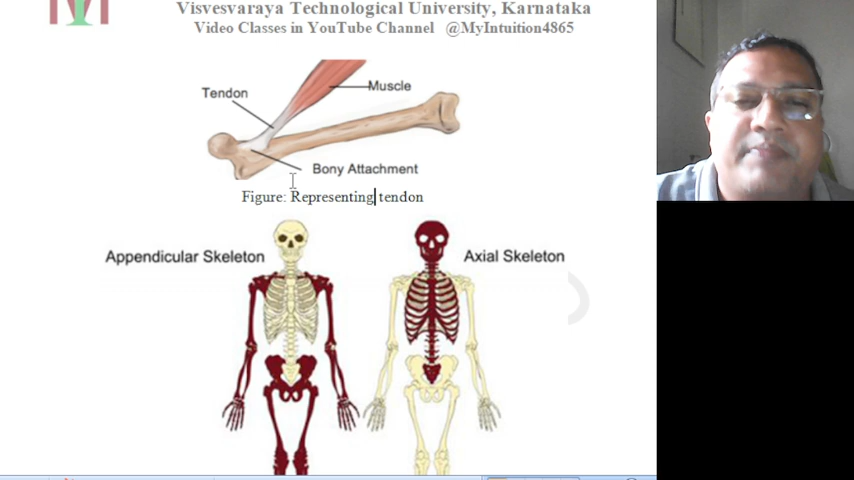 Visvesvaraya Technological University, Karnataka
Video Classes in YouTube Channel @MyIntuition4865
Tendon
Muscle
Bony Attachment
Figure: Representing tendon
Appendicular Skeleton
Axial Skeleton